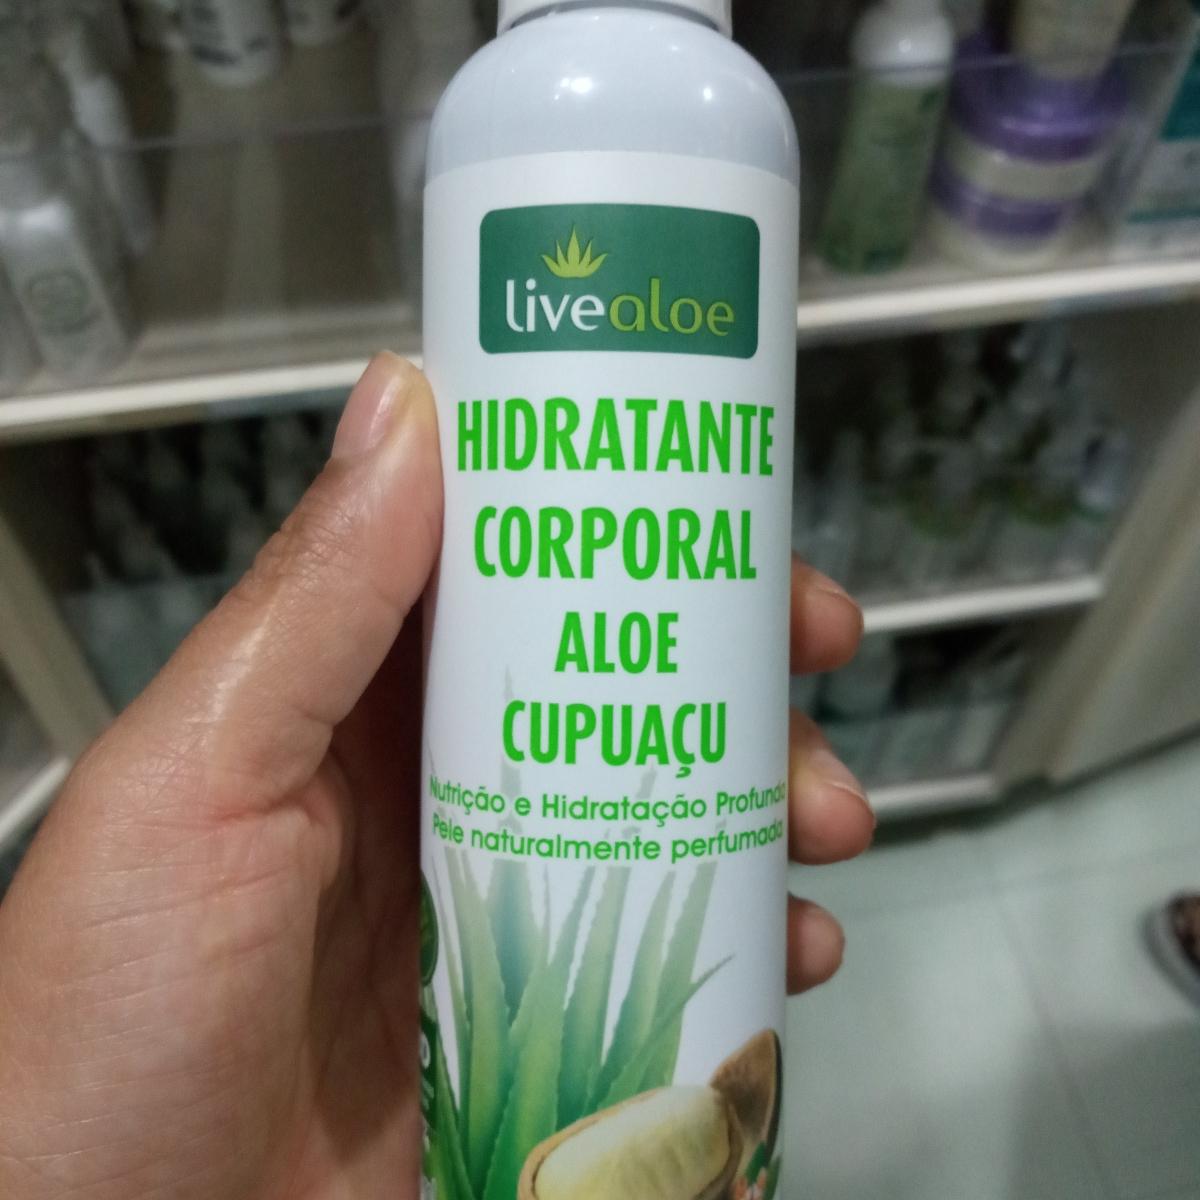 livealoe
HIDRATANTE
CORPORAL
ALOE
CUPUAÇU
Nutrição e Hidratação Profunda
Pele naturalmente perfumada